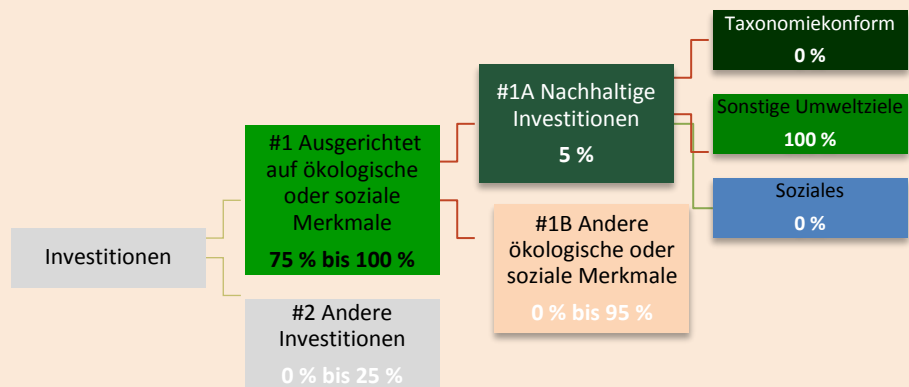 Investitionen
#1 Ausgerichtet
auf ökologische
oder soziale
Merkmale
75 % bis 100 %
#2 Andere
Investitionen
0 % bis 25 %
#1A Nachhaltige
Investitionen
5 %
#1B Andere
ökologische oder
soziale Merkmale
0 % bis 95 %
Taxonomiekonform
0 %
Sonstige Umweltziele
100 %
Soziales
0 %